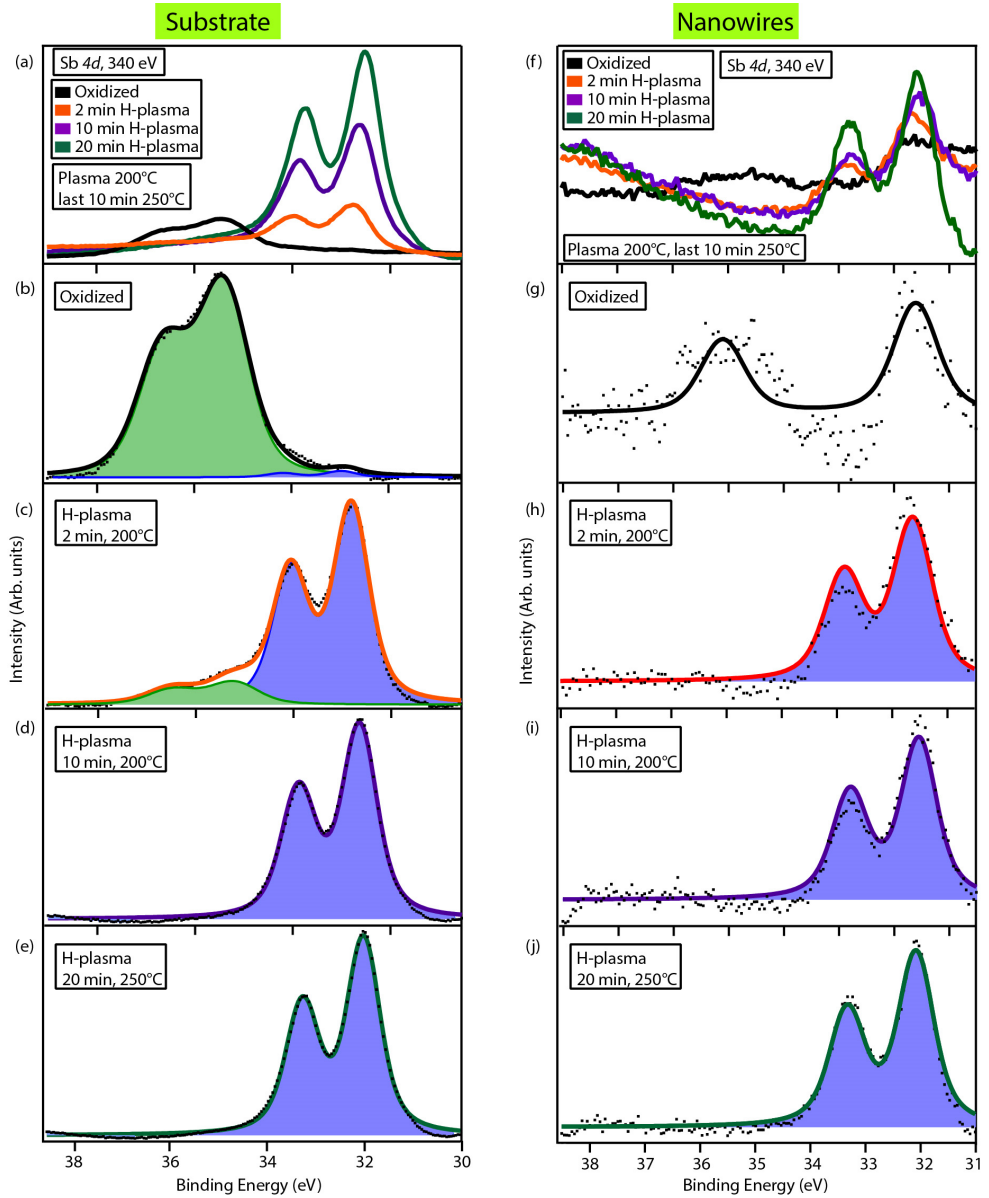 Substrate
Nanowires
(a)
Sb 4d, 340 eV
Oxidized
2 min H-plasma
10 min H-plasma
20 min H-plasma
Plasma 200°C
last 10 min 250°C
(b)
Oxidized
(c)
H-plasma
2 min, 200°C
(d)
H-plasma
10 min, 200°C
(e)
H-plasma
20 min, 250°C
Intensity (Arb. units)
38
36
34
32
30
Binding Energy (eV)
(f)
Oxidized
2 min H-plasma
10 min H-plasma
20 min H-plasma
Sb 4d, 340 eV
Plasma 200°C, last 10 min 250°C
(g)
Oxidized
(h)
H-plasma
2 min, 200°C
(i)
H-plasma
10 min, 200°C
(j)
H-plasma
20 min, 250°C
Intensity (Arb. units)
38
37
36
35
34
33
32
31
Binding Energy (eV)